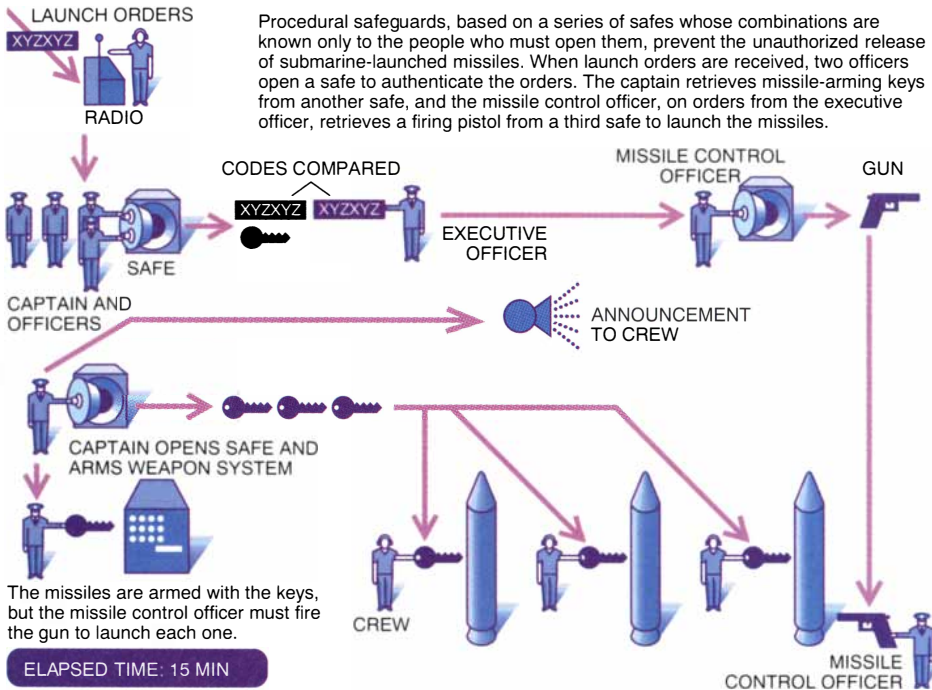 LAUNCH ORDERS
XYZXYZ
RADIO
Procedural safeguards, based on a series of safes whose combinations are
known only to the people who must open them, prevent the unauthorized release
of submarine-launched missiles. When launch orders are received, two officers
open a safe to authenticate the orders. The captain retrieves missile-arming keys
from another safe, and the missile control officer, on orders from the executive
officer, retrieves a firing pistol from a third safe to launch the missiles.
CODES COMPARED
XYZXYZ
XYZXYZ
EXECUTIVE
OFFICER
MISSILE CONTROL
OFFICER
GUN
SAFE
CAPTAIN AND
OFFICERS
ANNOUNCEMENT
TO CREW
CAPTAIN OPENS SAFE AND
ARMS WEAPON SYSTEM
The missiles are armed with the keys,
but the missile control officer must fire
the gun to launch each one.
ELAPSED TIME: 15 MIN
CREW
MISSILE
CONTROL OFFICER